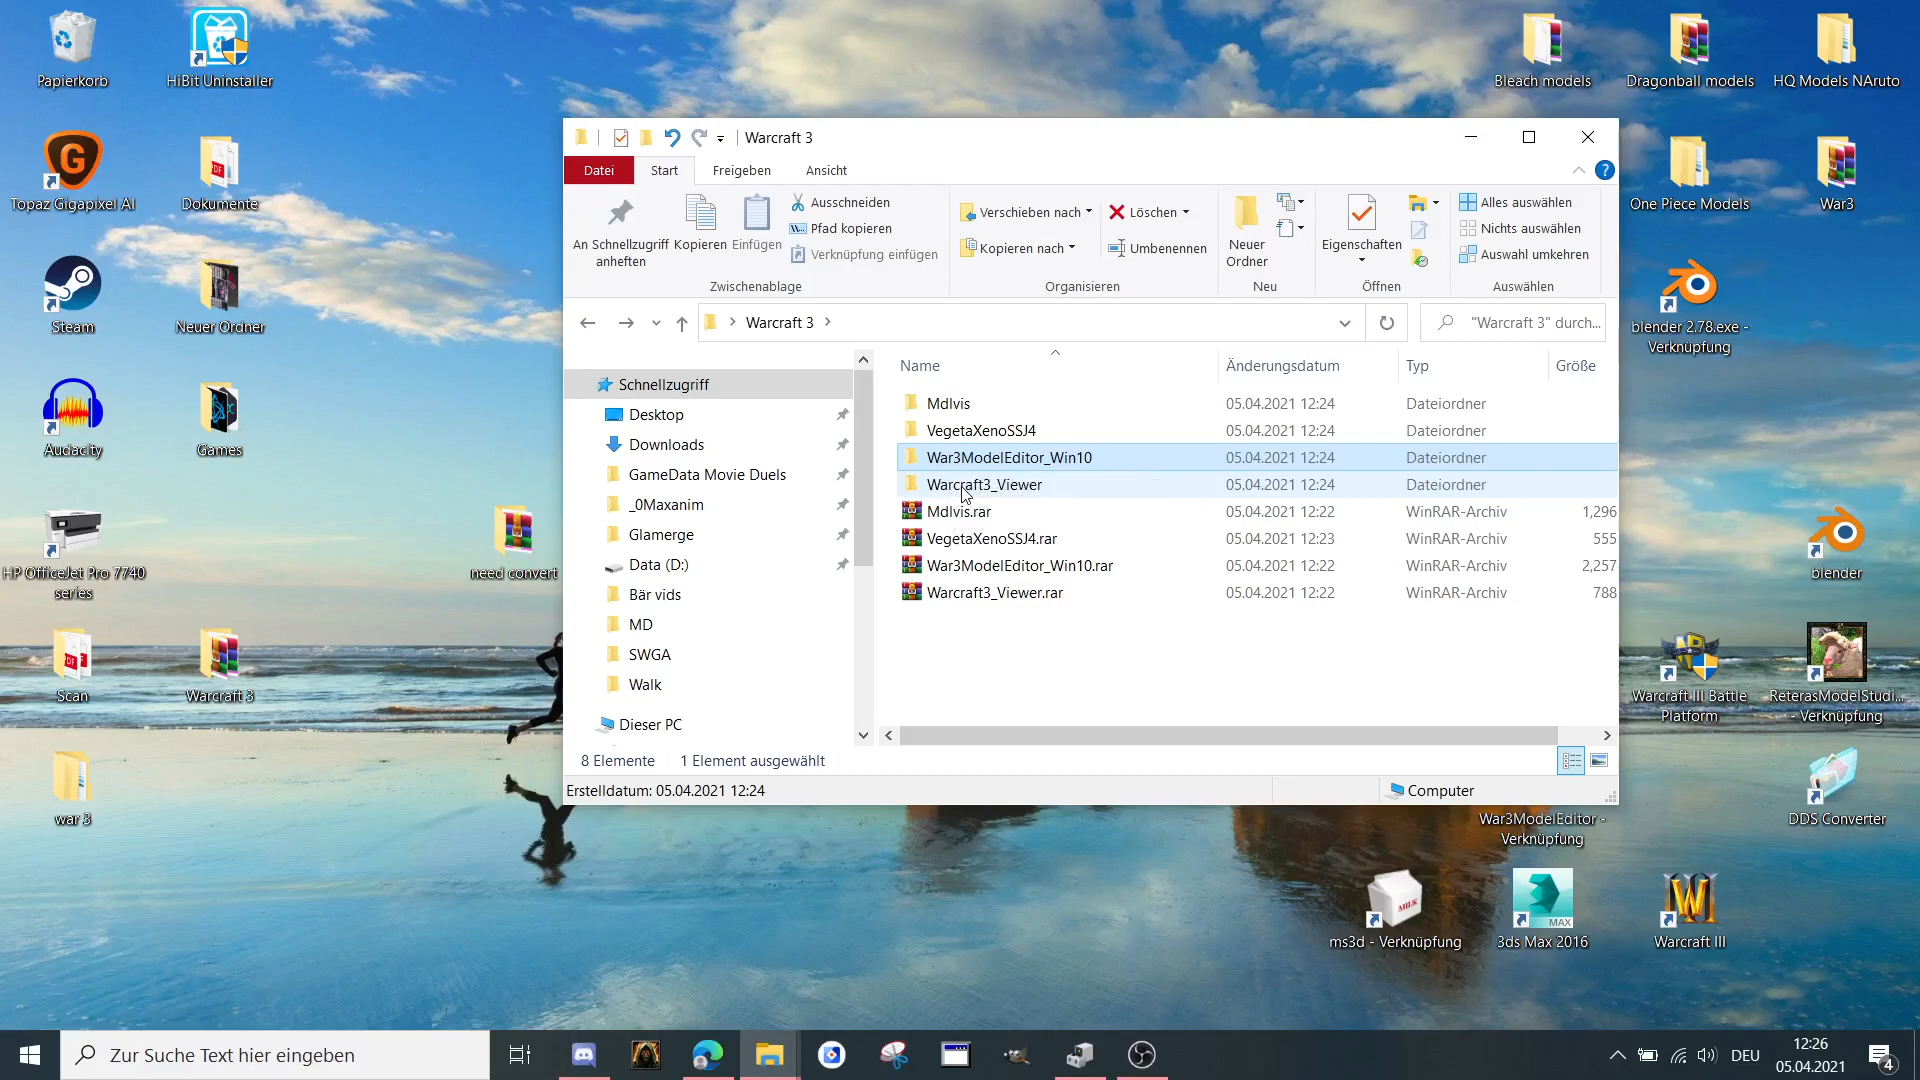 Papierkorb
HiBit Uninstaller
Bleach models
Dragonball models
HQ Models NAruto
Topaz Gigapixel AI
Dokumente
One Piece Models
War3
Steam
Neuer Ordner
blender 2.78.exe -
Verknüpfung
Audacity
Games
HP OfficeJet Pro 7740
series
need convert
blender
Scan
Warcraft 3
Warcraft III Battle
Platform
ReterasModelStudi...
- Verknüpfung
war 3
War3ModelEditor -
Verknüpfung
DDS Converter
MILK
ms3d - Verknüpfung
MAX
3ds Max 2016
Warcraft III
Warcraft 3
Datei
Start
Freigeben
Ansicht
An Schnellzugriff
anheften
Kopieren
Einfügen
Ausschneiden
Pfad kopieren
Verknüpfung einfügen
Zwischenablage
Verschieben nach
Kopieren nach
Löschen
Umbenennen
Organisieren
Neuer
Ordner
Neu
Eigenschaften
Öffnen
Alles auswählen
Nichts auswählen
Auswahl umkehren
Auswählen
Warcraft 3
"Warcraft 3" durch...
Schnellzugriff
Desktop
Downloads
GameData Movie Duels
_0Maxanim
Glamerge
Data (D:)
Bär vids
MD
SWGA
Walk
Dieser PC
Name Änderungsdatum Typ Größe
Mdlvis 05.04.2021 12:24 Dateiordner
VegetaXenoSSJ4 05.04.2021 12:24 Dateiordner
War3ModelEditor_Win10 05.04.2021 12:24 Dateiordner
Warcraft3_Viewer 05.04.2021 12:24 Dateiordner
Mdlvis.rar 05.04.2021 12:22 WinRAR-Archiv 1,296
VegetaXenoSSJ4.rar 05.04.2021 12:23 WinRAR-Archiv 555
War3ModelEditor_Win10.rar 05.04.2021 12:22 WinRAR-Archiv 2,257
Warcraft3_Viewer.rar 05.04.2021 12:22 WinRAR-Archiv 788
8 Elemente 1 Element ausgewählt
Erstelldatum: 05.04.2021 12:24
Computer
Zur Suche Text hier eingeben
DEU
12:26
05.04.2021
4